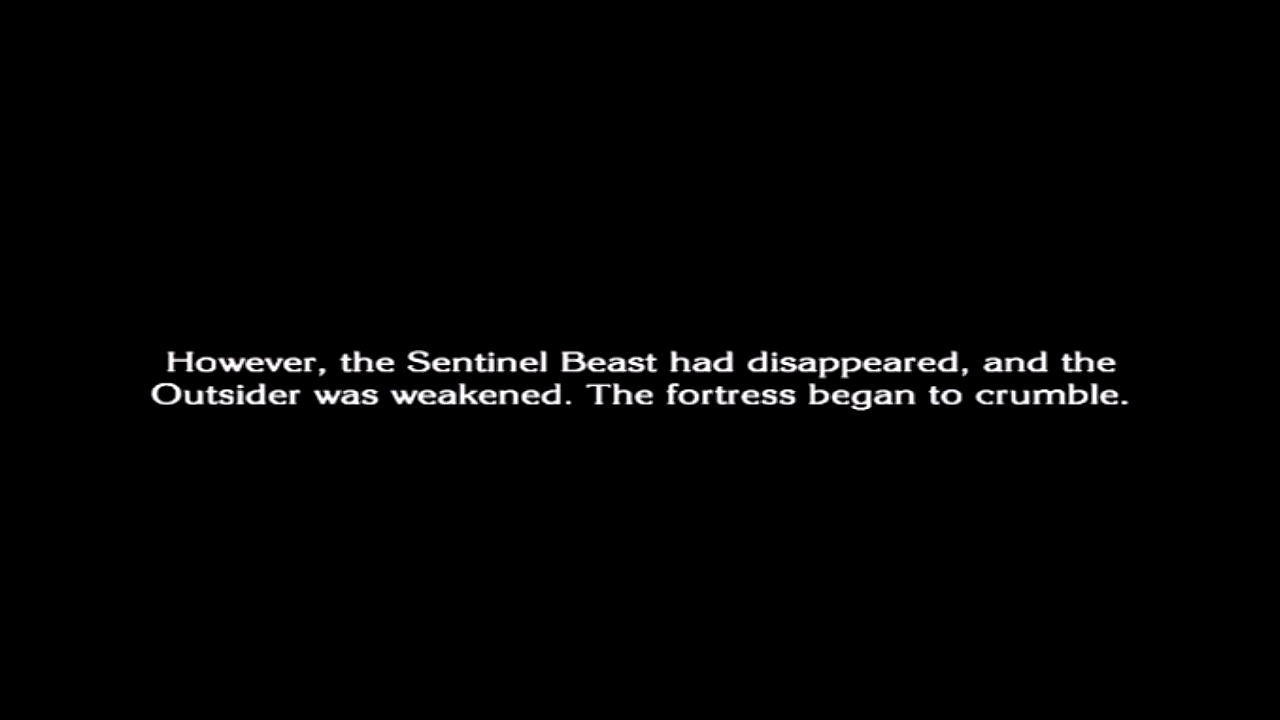 However, the Sentinel Beast had disappeared, and the
Outsider was weakened. The fortress began to crumble.